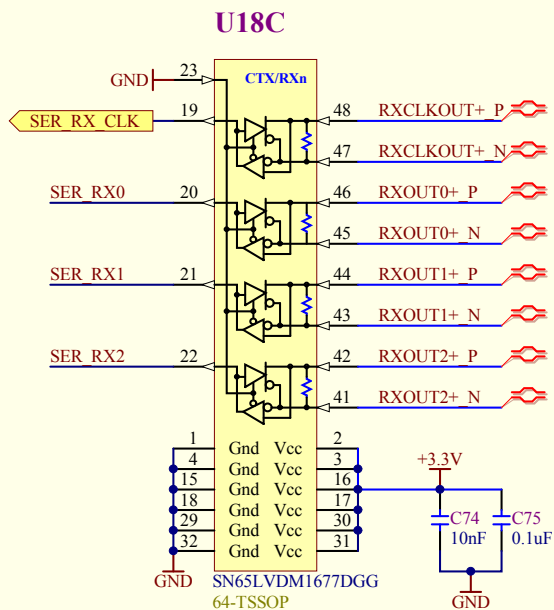 U18C
CTX/RXn
GND 23
SER_RX_CLK 19 48 RXCLKOUT+_P
47 RXCLKOUT+_N
SER_RX0 20 46 RXOUT0+_P
45 RXOUT0+_N
SER_RX1 21 44 RXOUT1+_P
43 RXOUT1+_N
SER_RX2 22 42 RXOUT2+_P
41 RXOUT2+_N
1 Gnd Vcc 2
4 Gnd Vcc 3
15 Gnd Vcc 16
18 Gnd Vcc 17
29 Gnd Vcc 30
32 Gnd Vcc 31
+3.3V
C74 C75
10nF 0.1uF
GND
GND
SN65LVDM1677DGG
64-TSSOP